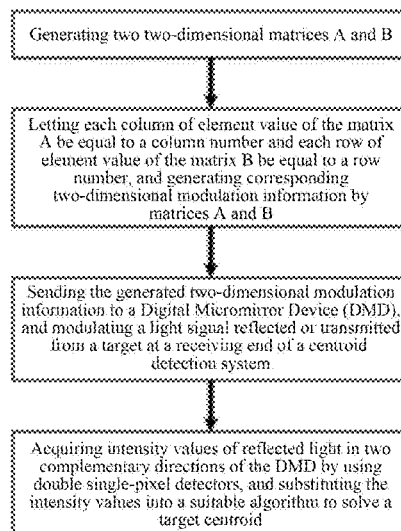 Generating two two-dimensional matrices A and B
Letting each column of element value of the matrix
A be equal to a column number and each row of
element value of the matrix B be equal to a row
number, and generating corresponding
two-dimensional modulation information by
matrices A and B
Sending the generated two-dimensional modulation
information to a Digital Micromirror Device (DMD),
and modulating a light signal reflected or transmitted
from a target at a receiving end of a centroid
detection system
Acquiring intensity values of reflected light in two
complementary directions of the DMD by using
double single-pixel detectors, and substituting the
intensity values into a suitable algorithm to solve a
target centroid